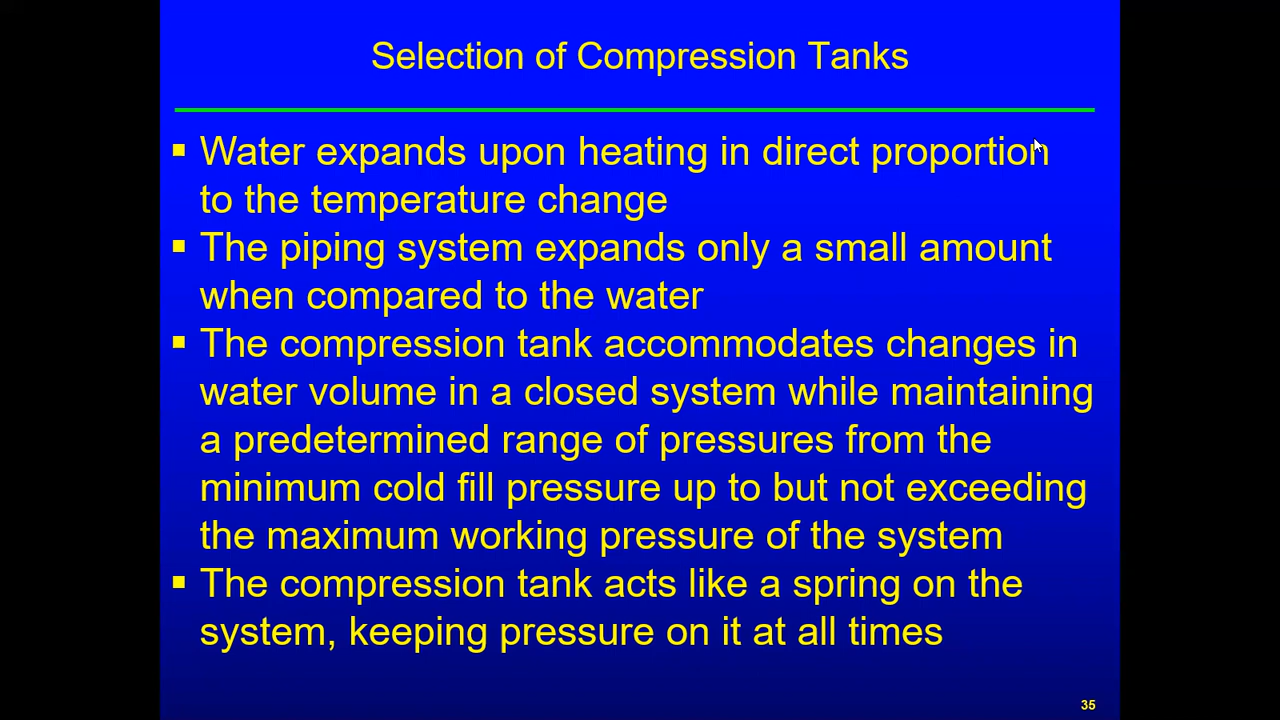 Selection of Compression Tanks
▪ Water expands upon heating in direct proportion
to the temperature change
▪ The piping system expands only a small amount
when compared to the water
▪ The compression tank accommodates changes in
water volume in a closed system while maintaining
a predetermined range of pressures from the
minimum cold fill pressure up to but not exceeding
the maximum working pressure of the system
▪ The compression tank acts like a spring on the
system, keeping pressure on it at all times
35